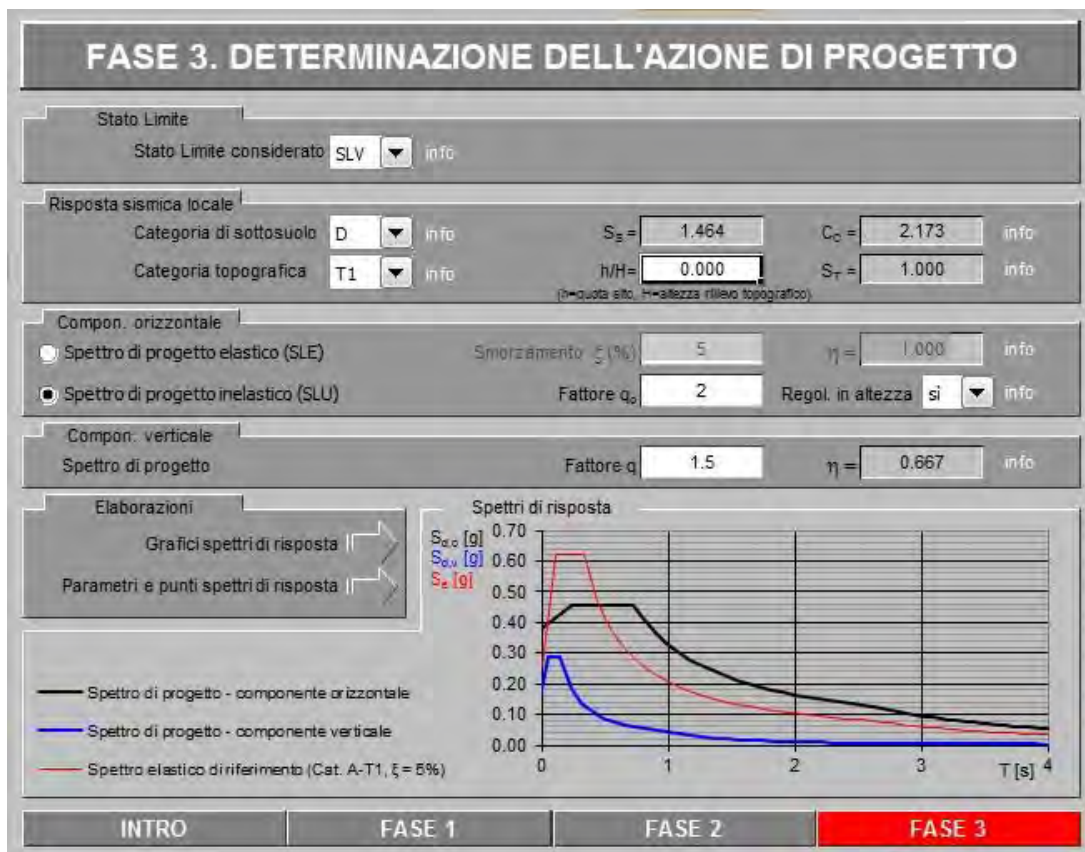 FASE 3. DETERMINAZIONE DELL'AZIONE DI PROGETTO
Stato Limite
Stato Limite considerato SLV info
Risposta sismica locale
Categoria di sottosuolo D info S_S = 1.464 C_C = 2.173 info
Categoria topografica T1 info h/H= 0.000 S_T = 1.000 info
(h=quota sito, H=altezza rilievo topografico)
Compon. orizzontale
Spettro di progetto elastico (SLE) Smorzamento ξ (%) 5 η = 1.000 info
Spettro di progetto inelastico (SLU) Fattore q_o 2 Regol. in altezza si info
Compon. verticale
Spettro di progetto Fattore q 1.5 η = 0.667 info
Elaborazioni
Grafici spettri di risposta
Parametri e punti spettri di risposta
Spettri di risposta
S_d,o [g]
S_d,v [g]
S_e [g]
0.70
0.60
0.50
0.40
0.30
0.20
0.10
0.00
0 1 2 3 4
T [s]
Spettro di progetto - componente orizzontale
Spettro di progetto - componente verticale
Spettro elastico di riferimento (Cat. A-T1, ξ = 5%)
INTRO FASE 1 FASE 2 FASE 3